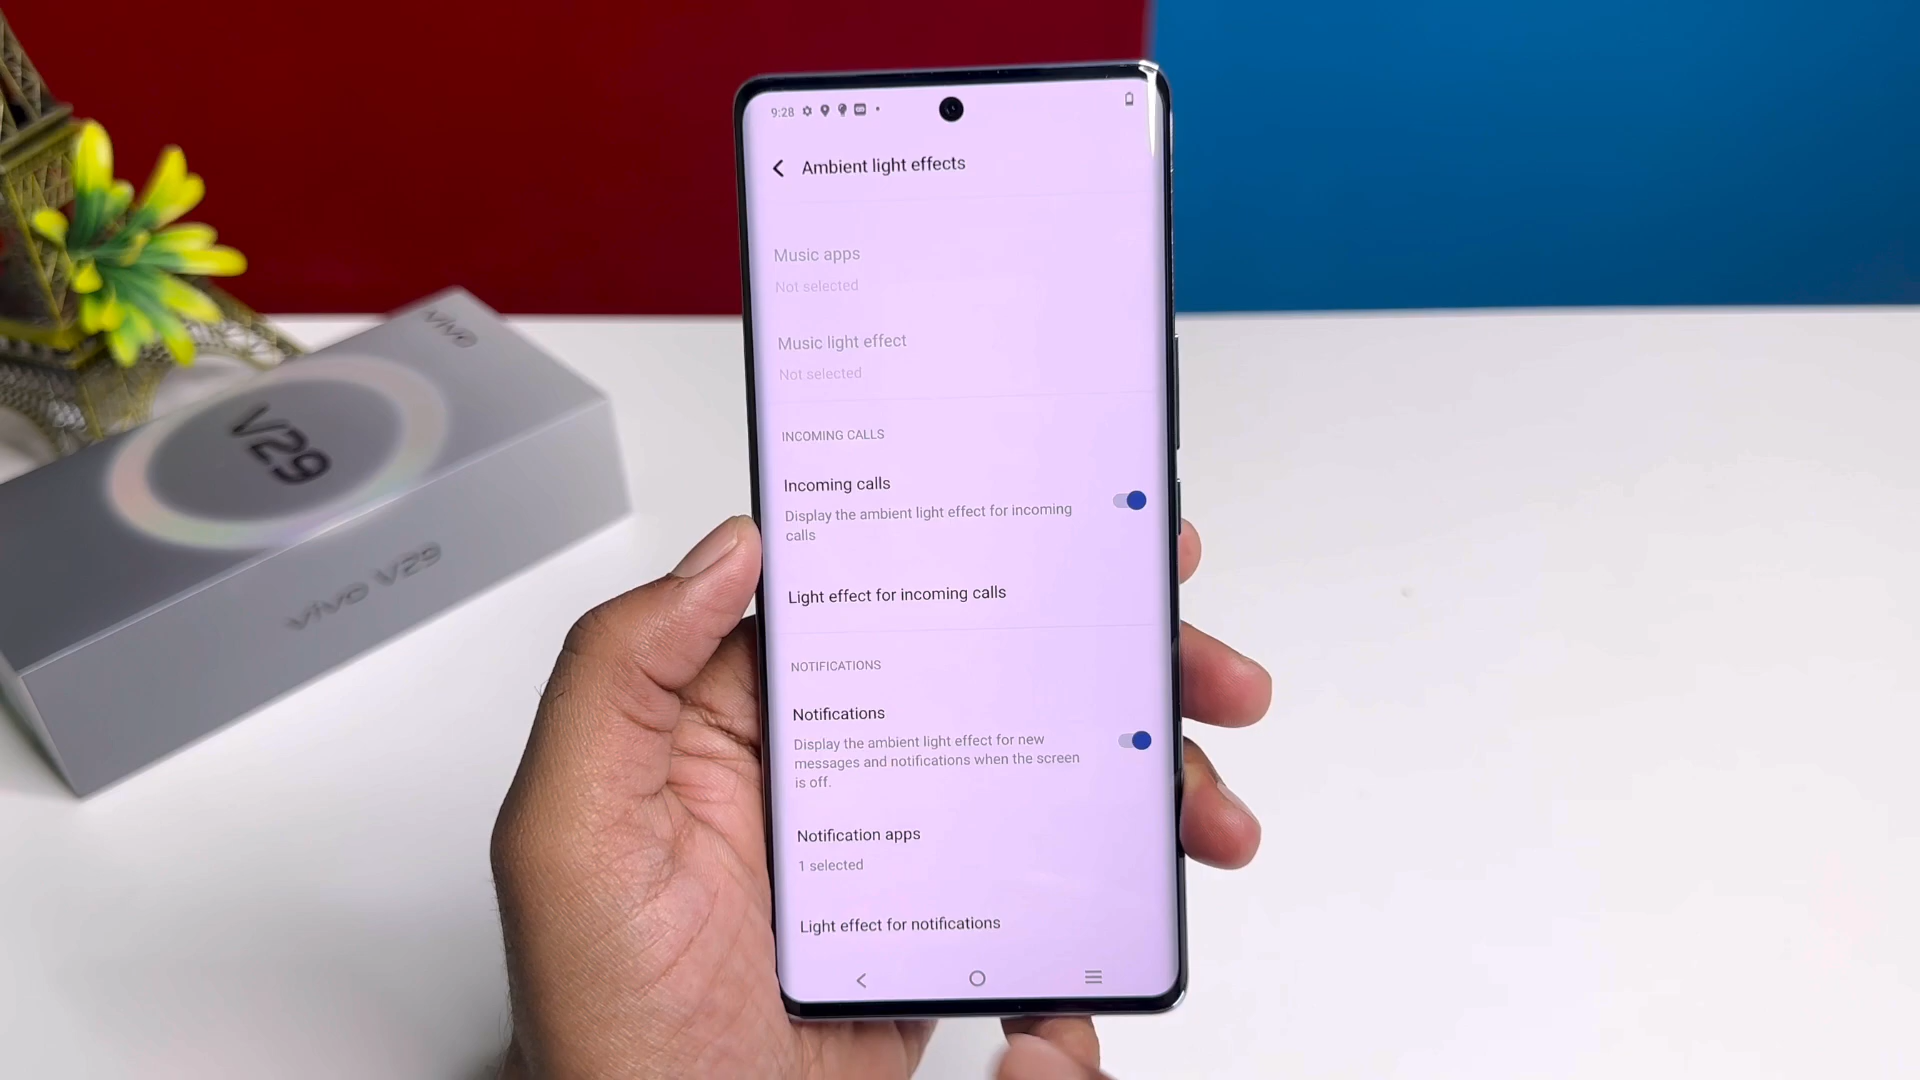 9:28
Ambient light effects
Music apps
Not selected
Music light effect
Not selected
INCOMING CALLS
Incoming calls
Display the ambient light effect for incoming
calls
Light effect for incoming calls
NOTIFICATIONS
Notifications
Display the ambient light effect for new
messages and notifications when the screen
is off.
Notification apps
1 selected
Light effect for notifications
vivo
V29
vivo V29